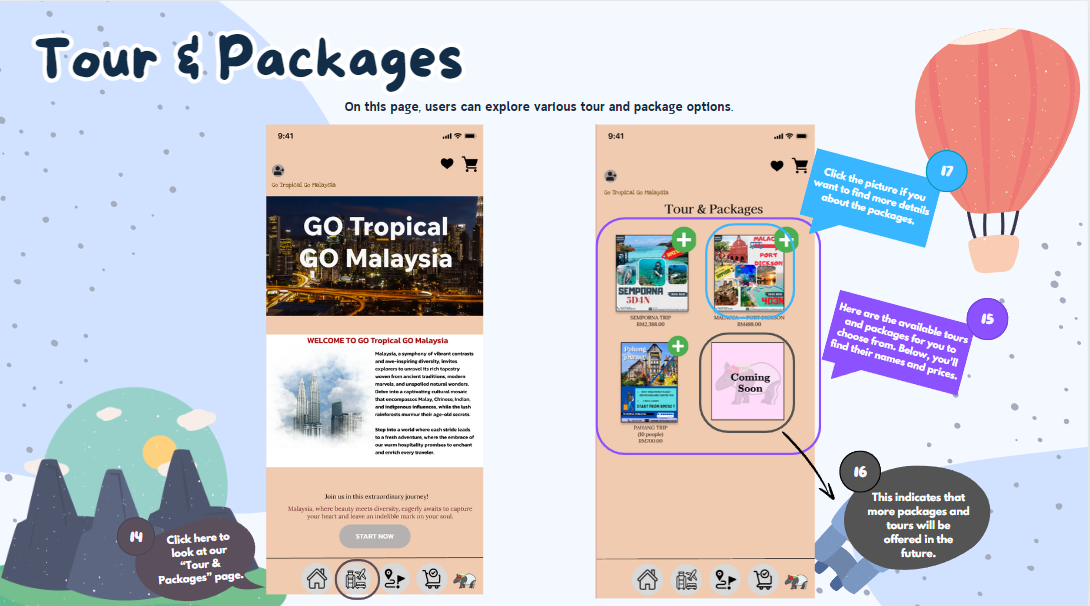 Tour & Packages
On this page, users can explore various tour and package options.
9:41
Go Tropical Go Malaysia
GO Tropical
GO Malaysia
WELCOME TO GO Tropical GO Malaysia
Malaysia, a symphony of vibrant contrasts
and awe-inspiring diversity, invites
explorers to unravel its rich tapestry
woven from ancient traditions, modern
marvels, and unspoiled natural wonders.
Delve into a captivating cultural mosaic
that encompasses Malay, Chinese, Indian,
and indigenous influences, while the lush
rainforests murmur their age-old secrets.
Step into a world where each stride leads
to a fresh adventure, where the embrace of
our warm hospitality promises to enchant
and enrich every traveler.
Join us in this extraordinary journey!
Malaysia, where beauty meets diversity, eagerly awaits to capture
your heart and leave an indelible mark on your soul.
START NOW
14
Click here to
look at our
“Tour &
Packages” page.
9:41
Go Tropical Go Malaysia
Tour & Packages
SEMPORNA
3D4N
SEMPORNA TRIP
RM2,388.00
PORT
DICKSON
4D3N
PORT DICKSON
RM488.00
Pahang
Journey
START FROM RM700
PAHANG TRIP
(10 people)
RM700.00
Coming
Soon
17
Click the picture if you
want to find more details
about the packages.
15
Here are the available tours
and packages for you to
choose from. Below, you’ll
find their names and prices.
16
This indicates that
more packages and
tours will be
offered in the
future.